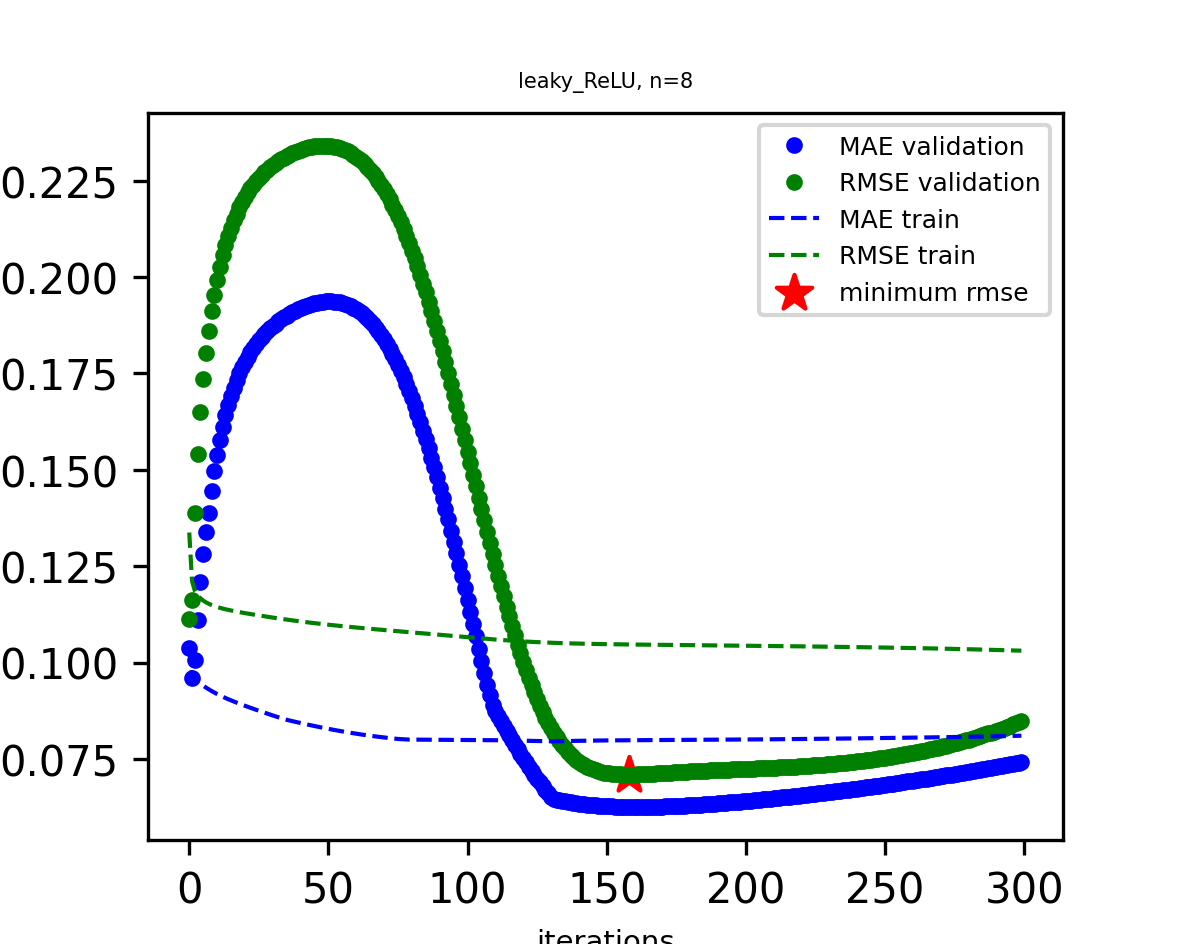 leaky_ReLU, n=8
MAE validation
RMSE validation
MAE train
RMSE train
minimum rmse
0.225
0.200
0.175
0.150
0.125
0.100
0.075
0 50 100 150 200 250 300
iterations